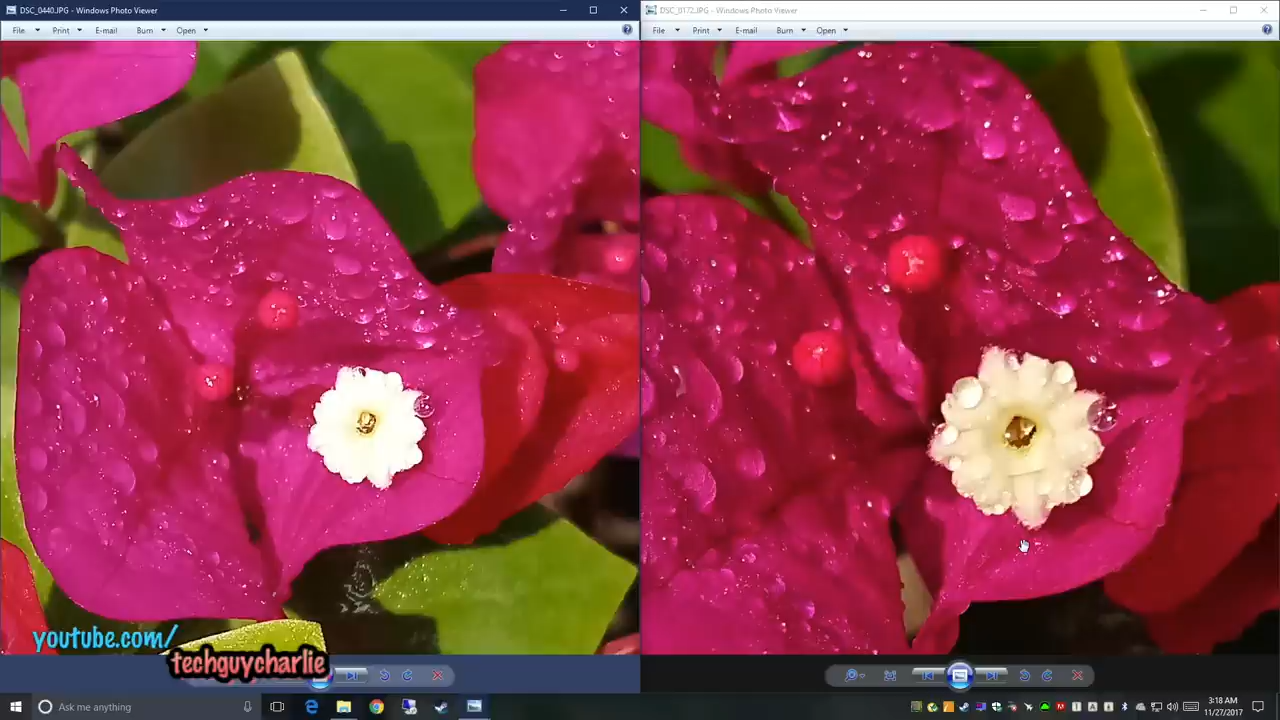 DSC_0440.JPG - Windows Photo Viewer
File Print E-mail Burn Open
DSC_0172.JPG - Windows Photo Viewer
File Print E-mail Burn Open
youtube.com/
techguycharlie
Ask me anything
3:18 AM
11/27/2017